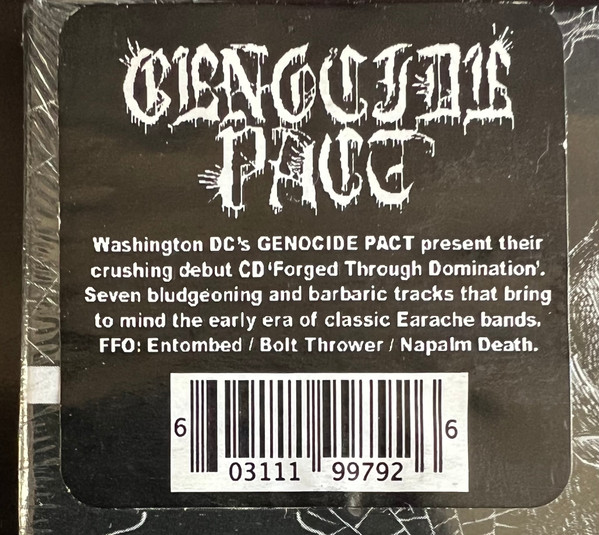 GENOCIDE
PACT
Washington DC's GENOCIDE PACT present their
crushing debut CD 'Forged Through Domination'.
Seven bludgeoning and barbaric tracks that bring
to mind the early era of classic Earache bands.
FFO: Entombed / Bolt Thrower / Napalm Death.
6 03111 99792 6